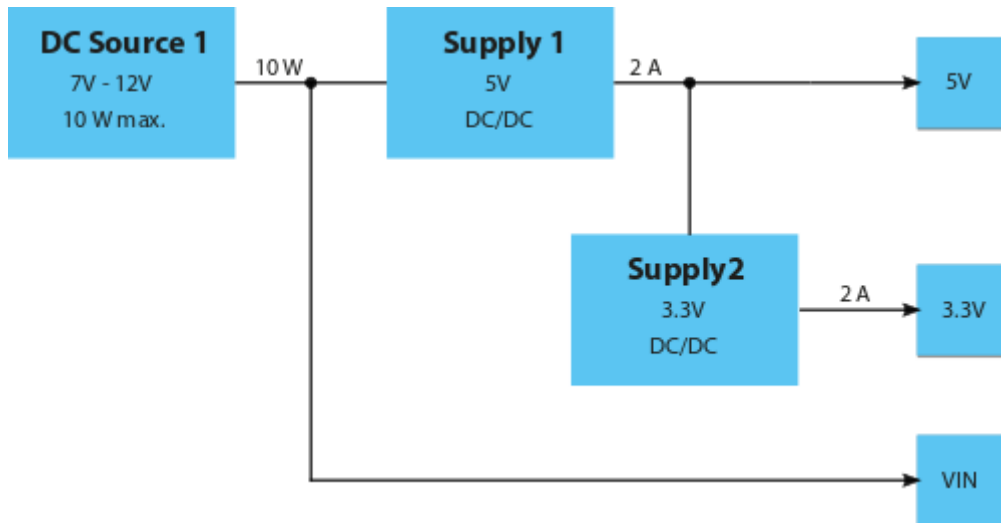 DC Source 1
7V - 12V
10 W max.
10 W
Supply 1
5V
DC/DC
2 A
5V
Supply2
3.3V
DC/DC
2 A
3.3V
VIN